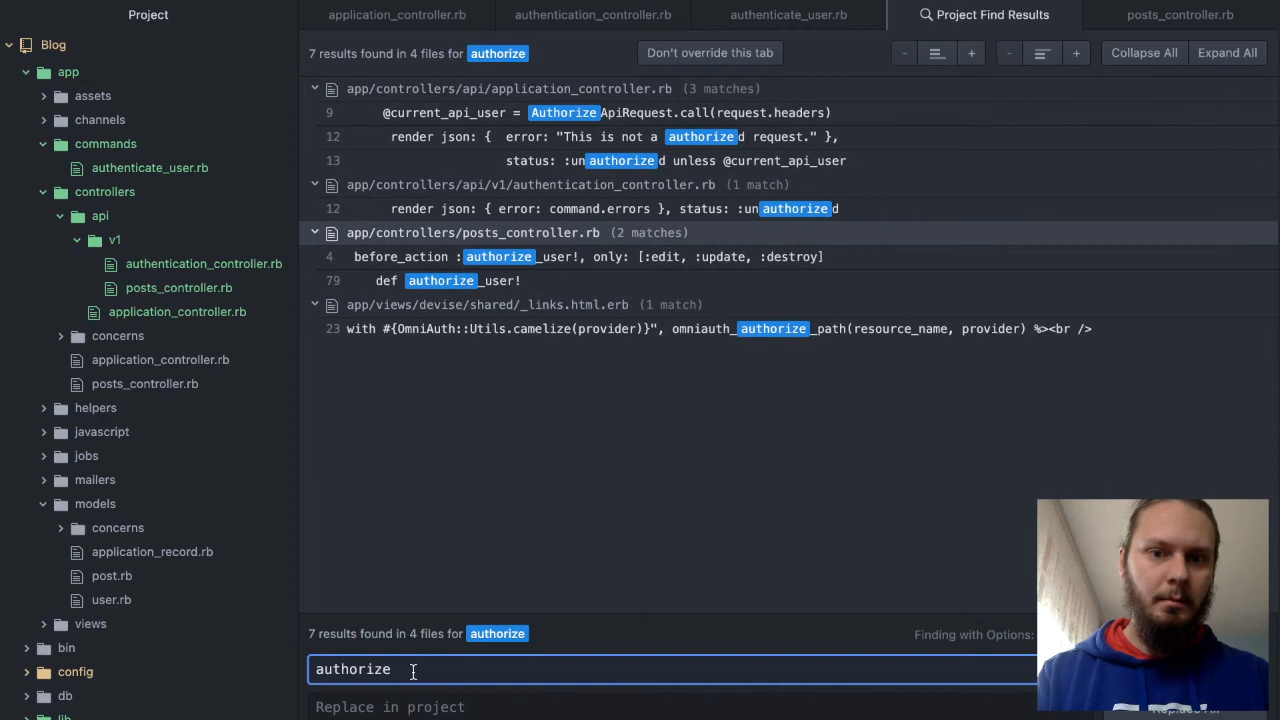 Project
application_controller.rb
authentication_controller.rb
authenticate_user.rb
Project Find Results
posts_controller.rb
Blog
app
assets
channels
commands
authenticate_user.rb
controllers
api
v1
authentication_controller.rb
posts_controller.rb
application_controller.rb
concerns
application_controller.rb
posts_controller.rb
helpers
javascript
jobs
mailers
models
concerns
application_record.rb
post.rb
user.rb
views
bin
config
db
lib
7 results found in 4 files for authorize
Don't override this tab
- +
- +
Collapse All
Expand All
app/controllers/api/application_controller.rb (3 matches)
9 @current_api_user = AuthorizeApiRequest.call(request.headers)
12 render json: { error: "This is not a authorized request." },
13 status: :unauthorized unless @current_api_user
app/controllers/api/v1/authentication_controller.rb (1 match)
12 render json: { error: command.errors }, status: :unauthorized
app/controllers/posts_controller.rb (2 matches)
4 before_action :authorize_user!, only: [:edit, :update, :destroy]
79 def authorize_user!
app/views/devise/shared/_links.html.erb (1 match)
23 with #{OmniAuth::Utils.camelize(provider)}", omniauth_authorize_path(resource_name, provider) %><br />
7 results found in 4 files for authorize
Finding with Options:
authorize
Replace in project